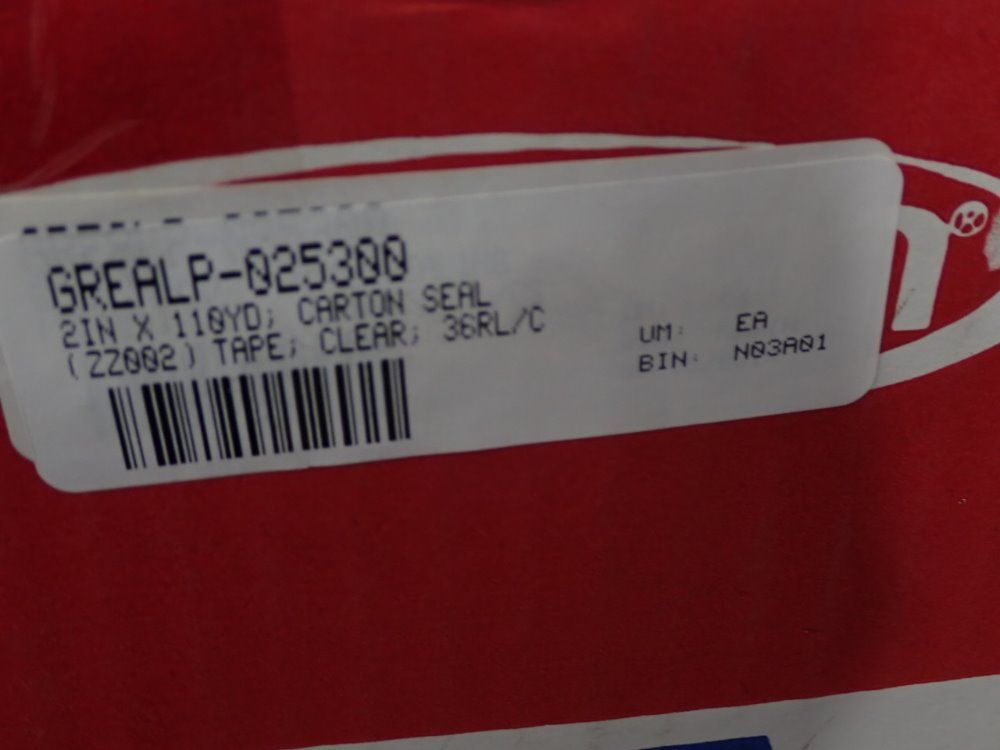 GREALP-025300
2IN X 110YD; CARTON SEAL
(ZZ002) TAPE; CLEAR; 36RL/C
UM: EA
BIN: N03A01